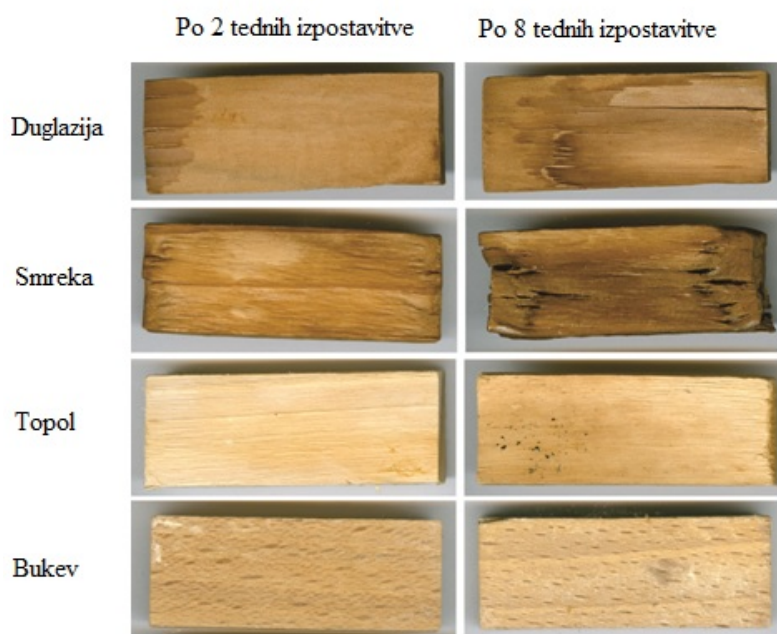 Po 2 tednih izpostavitve
Po 8 tednih izpostavitve
Duglazija
Smreka
Topol
Bukev